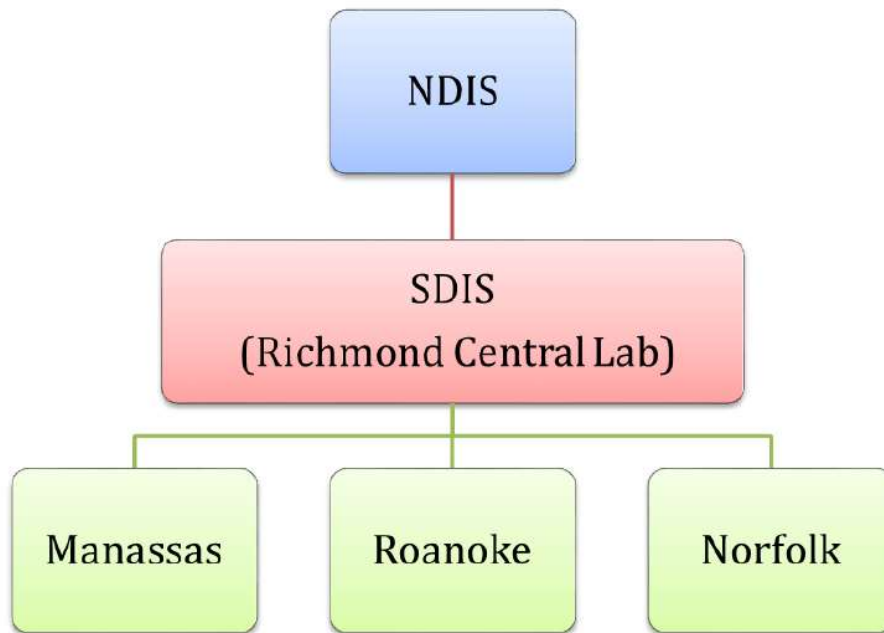 NDIS
SDIS
(Richmond Central Lab)
Manassas
Roanoke
Norfolk